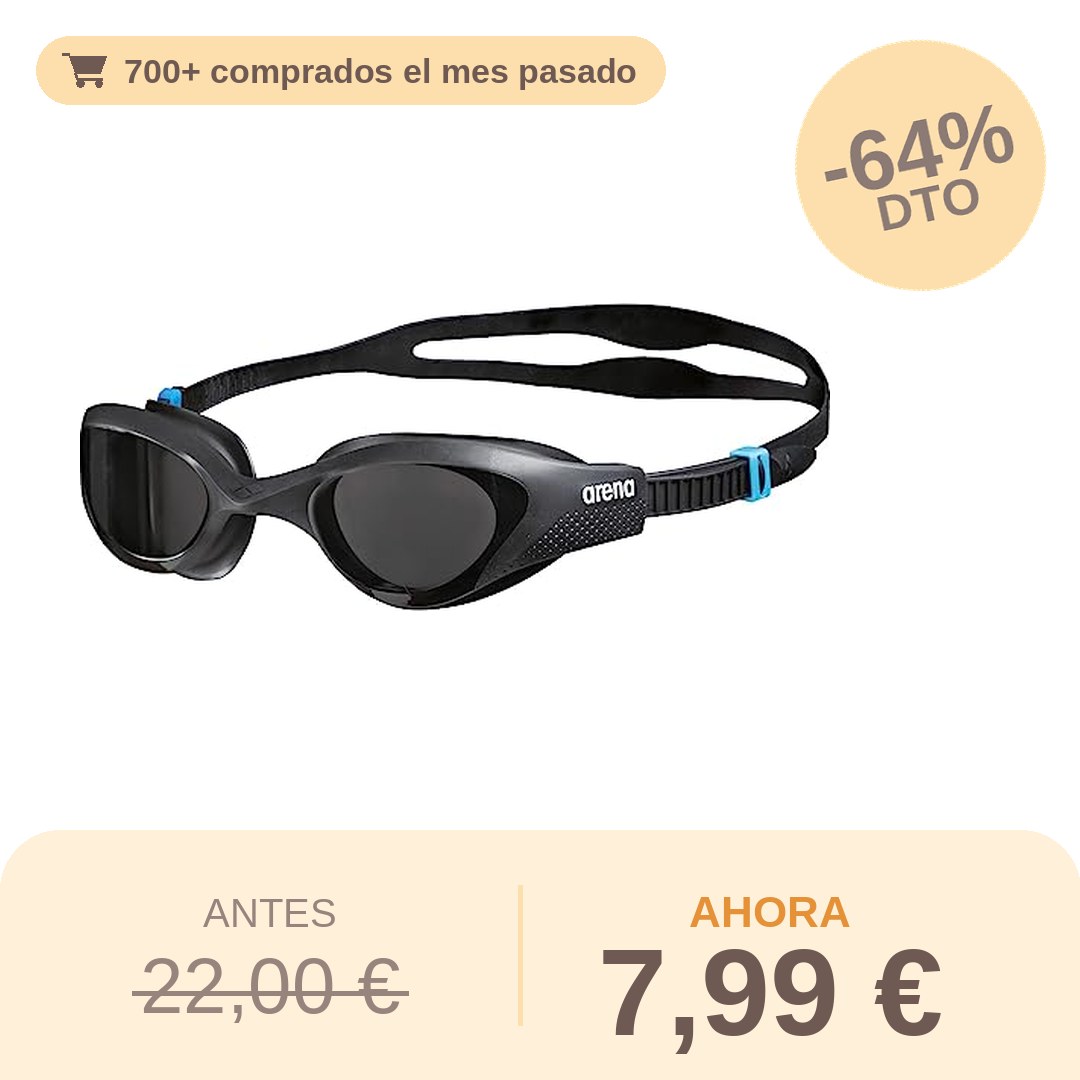 700+ comprados el mes pasado
-64%
DTO
arena
ANTES
22,00 €
AHORA
7,99 €